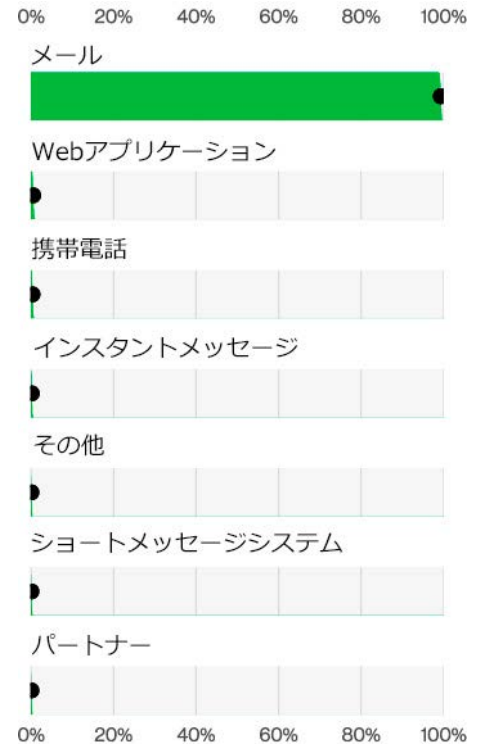 0% 20% 40% 60% 80% 100%
メール
Webアプリケーション
携帯電話
インスタントメッセージ
その他
ショートメッセージシステム
パートナー
0% 20% 40% 60% 80% 100%